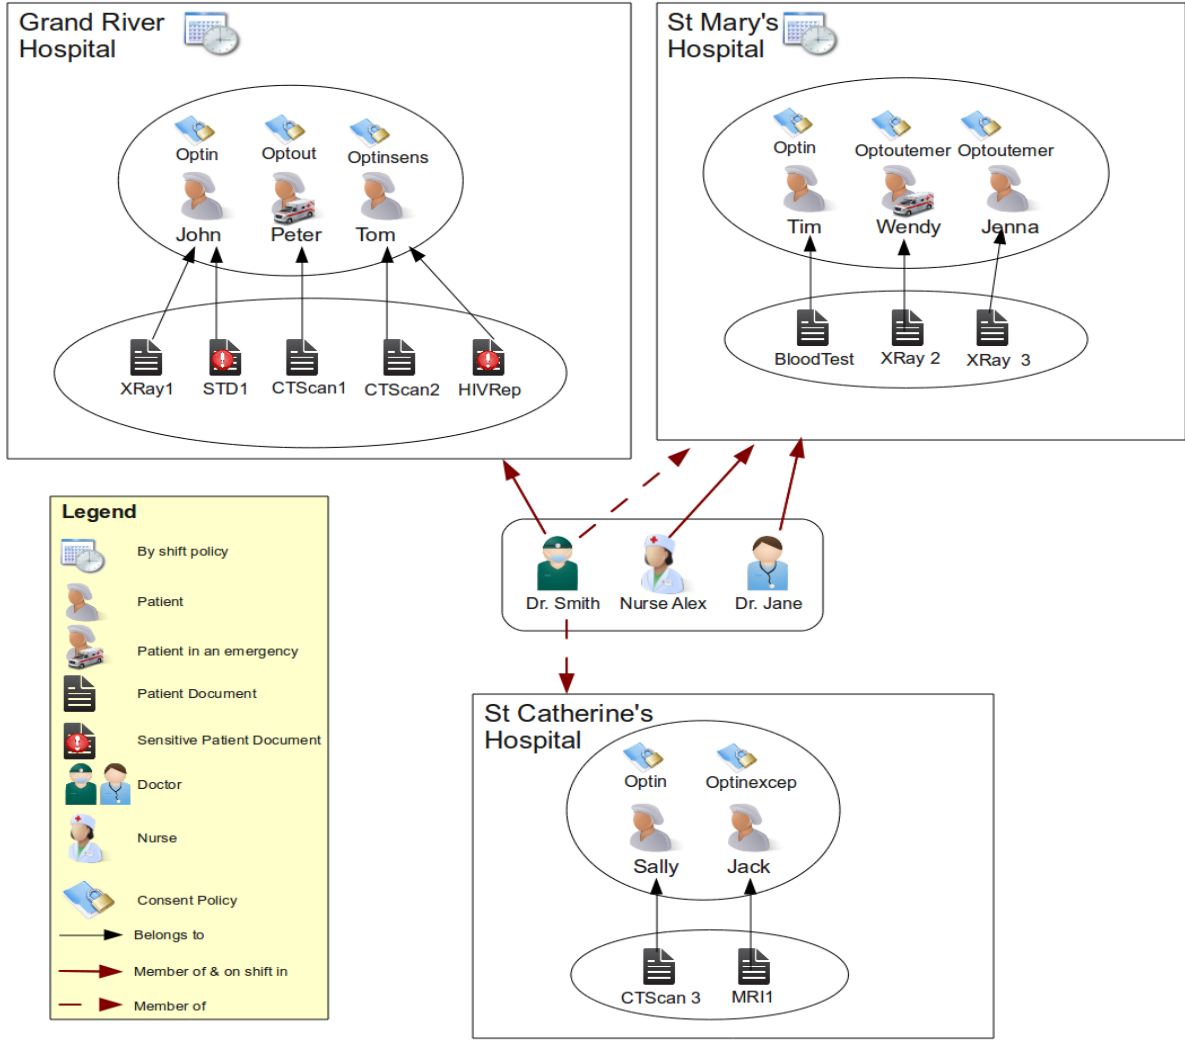 Grand River
Hospital
Optin
Optout
Optinsens
John
Peter
Tom
XRay1
STD1
CTScan1
CTScan2
HIVRep
St Mary's
Hospital
Optin
Optoutemer
Optoutemer
Tim
Wendy
Jenna
BloodTest
XRay 2
XRay 3
Dr. Smith
Nurse Alex
Dr. Jane
Legend
By shift policy
Patient
Patient in an emergency
Patient Document
Sensitive Patient Document
Doctor
Nurse
Consent Policy
Belongs to
Member of & on shift in
Member of
St Catherine's
Hospital
Optin
Optinexcep
Sally
Jack
CTScan 3
MRI1